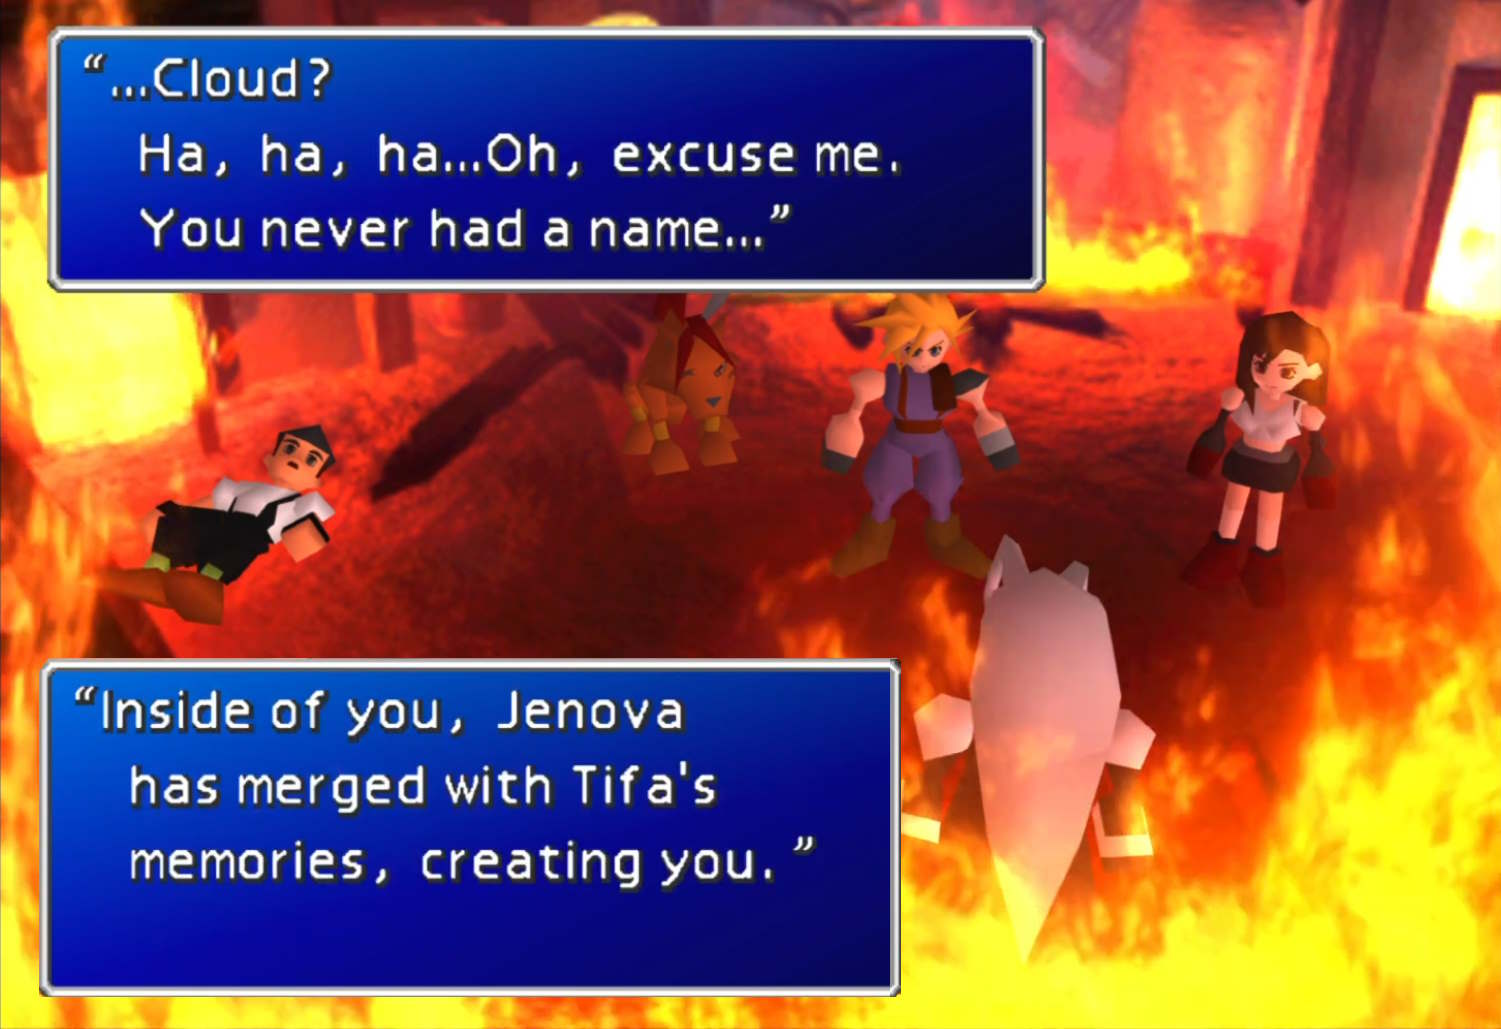 “...Cloud?
Ha, ha, ha...Oh, excuse me.
You never had a name...”
“Inside of you, Jenova
has merged with Tifa's
memories, creating you. ”